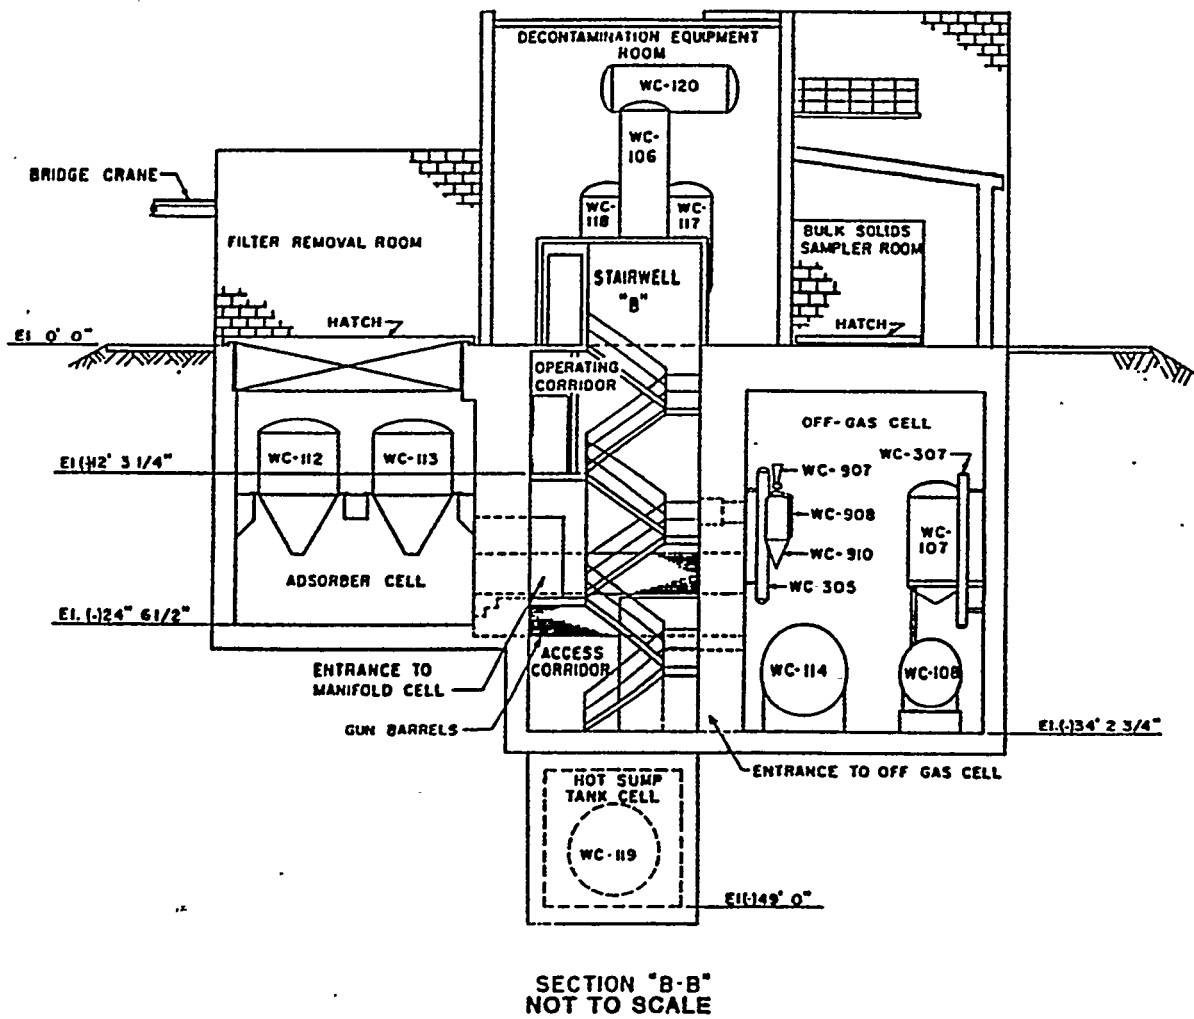 DECONTAMINATION EQUIPMENT
ROOM
WC-120
WC-
106
BRIDGE CRANE
WC-
118
WC-
117
FILTER REMOVAL ROOM
BULK SOLIDS
SAMPLER ROOM
STAIRWELL
"B"
HATCH
HATCH
El 0' 0"
OPERATING
CORRIDOR
OFF-GAS CELL
WC-112
WC-113
El(-)12' 3 1/4"
WC-907
WC-307
WC-908
WC-
107
WC-910
WC-305
ADSORBER CELL
El. (-)24" 6 1/2"
ACCESS
CORRIDOR
ENTRANCE TO
MANIFOLD CELL
WC-114
WC-108
GUN BARRELS
El.(-)34' 2 3/4"
ENTRANCE TO OFF GAS CELL
HOT SUMP
TANK CELL
WC-119
El(-)49' 0"
SECTION "B-B"
NOT TO SCALE